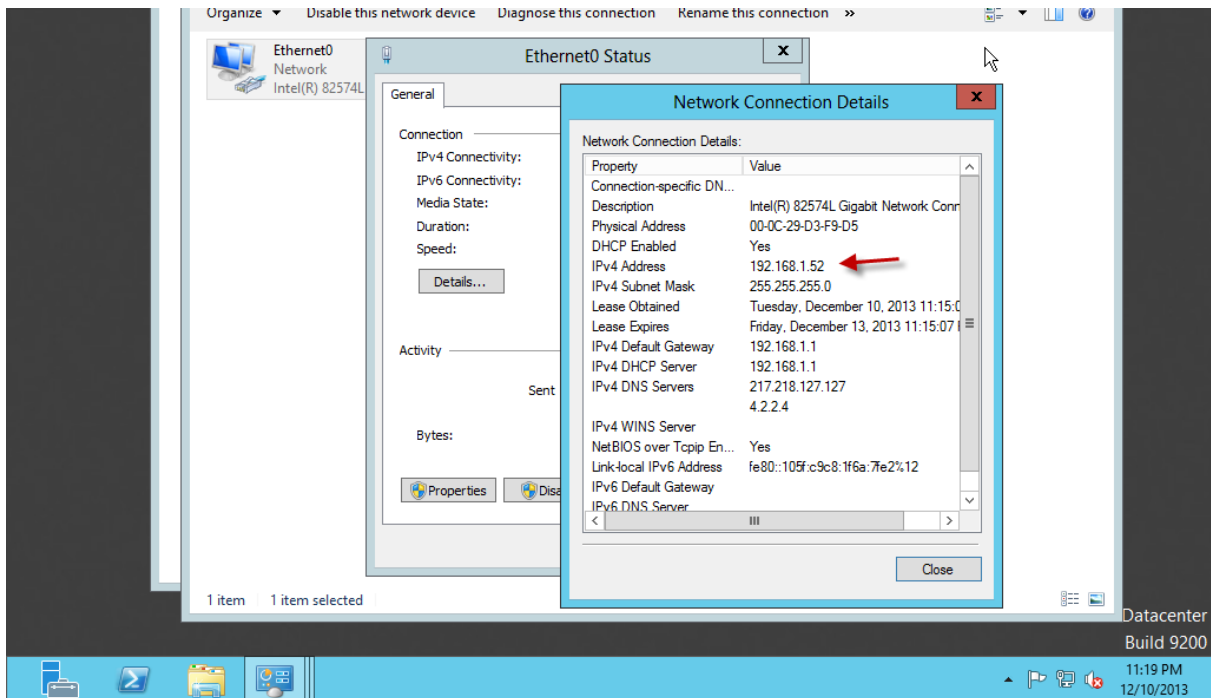 Organize Disable this network device Diagnose this connection Rename this connection »
Ethernet0
Network
Intel(R) 82574L
Ethernet0 Status
General
Connection
IPv4 Connectivity:
IPv6 Connectivity:
Media State:
Duration:
Speed:
Details...
Activity
Sent
Bytes:
Properties Disa
Network Connection Details
Network Connection Details:
Property Value
Connection-specific DN...
Description Intel(R) 82574L Gigabit Network Conn
Physical Address 00-0C-29-D3-F9-D5
DHCP Enabled Yes
IPv4 Address 192.168.1.52
IPv4 Subnet Mask 255.255.255.0
Lease Obtained Tuesday, December 10, 2013 11:15:0
Lease Expires Friday, December 13, 2013 11:15:07
IPv4 Default Gateway 192.168.1.1
IPv4 DHCP Server 192.168.1.1
IPv4 DNS Servers 217.218.127.127
4.2.2.4
IPv4 WINS Server
NetBIOS over Tcpip En... Yes
Link-local IPv6 Address fe80::105f:c9c8:1f6a:7fe2%12
IPv6 Default Gateway
IPv6 DNS Server
Close
1 item 1 item selected
Datacenter
Build 9200
11:19 PM
12/10/2013